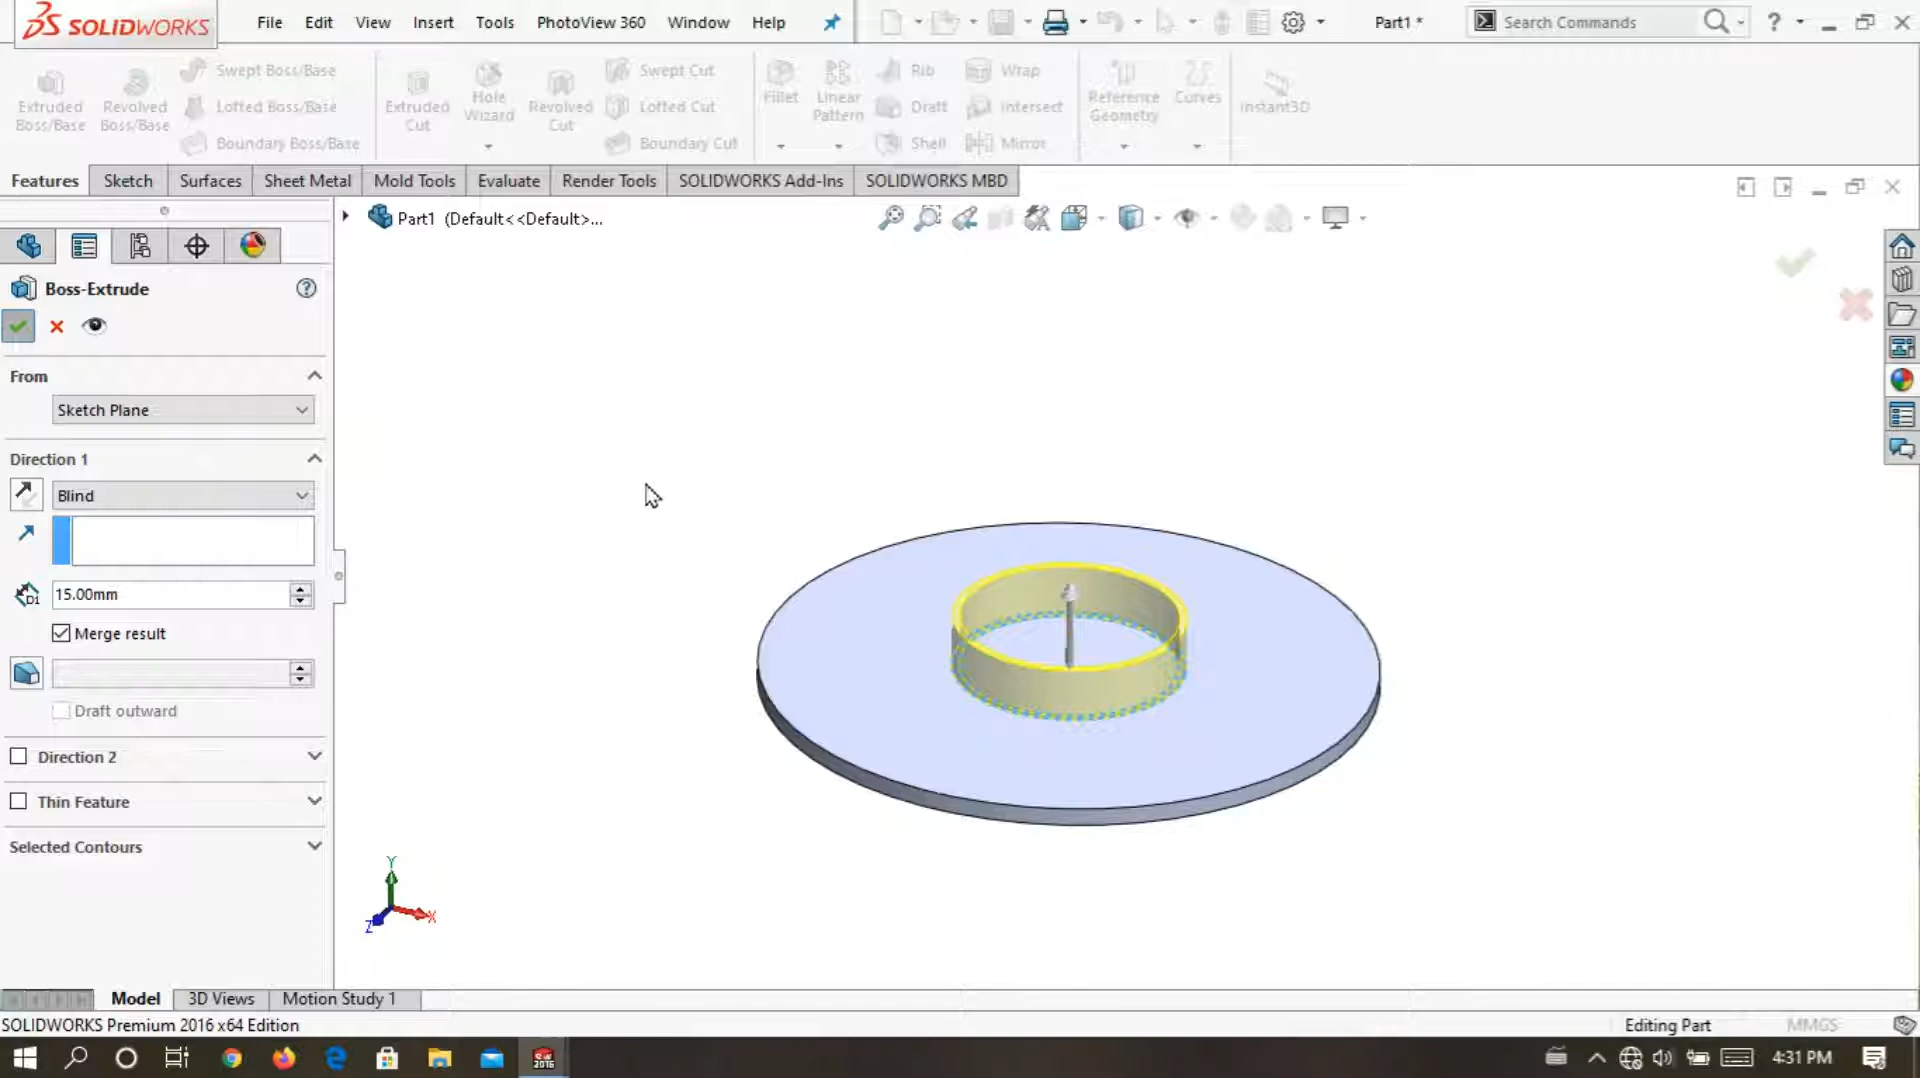 SOLIDWORKS File Edit View Insert Tools PhotoView 360 Window Help Part1 * Search Commands ?
Extruded Boss/Base
Revolved Boss/Base
Swept Boss/Base
Lofted Boss/Base
Boundary Boss/Base
Extruded Cut
Hole Wizard
Revolved Cut
Swept Cut
Lofted Cut
Boundary Cut
Fillet
Linear Pattern
Rib
Draft
Shell
Wrap
Intersect
Mirror
Reference Geometry
Curves
Instant3D
Features Sketch Surfaces Sheet Metal Mold Tools Evaluate Render Tools SOLIDWORKS Add-Ins SOLIDWORKS MBD
Part1 (Default<<Default>...
Boss-Extrude ?
From
Sketch Plane
Direction 1
Blind
D1 15.00mm
Merge result
Draft outward
Direction 2
Thin Feature
Selected Contours
Y
X
Z
Model 3D Views Motion Study 1
SOLIDWORKS Premium 2016 x64 Edition Editing Part MMGS
SW 2016
4:31 PM